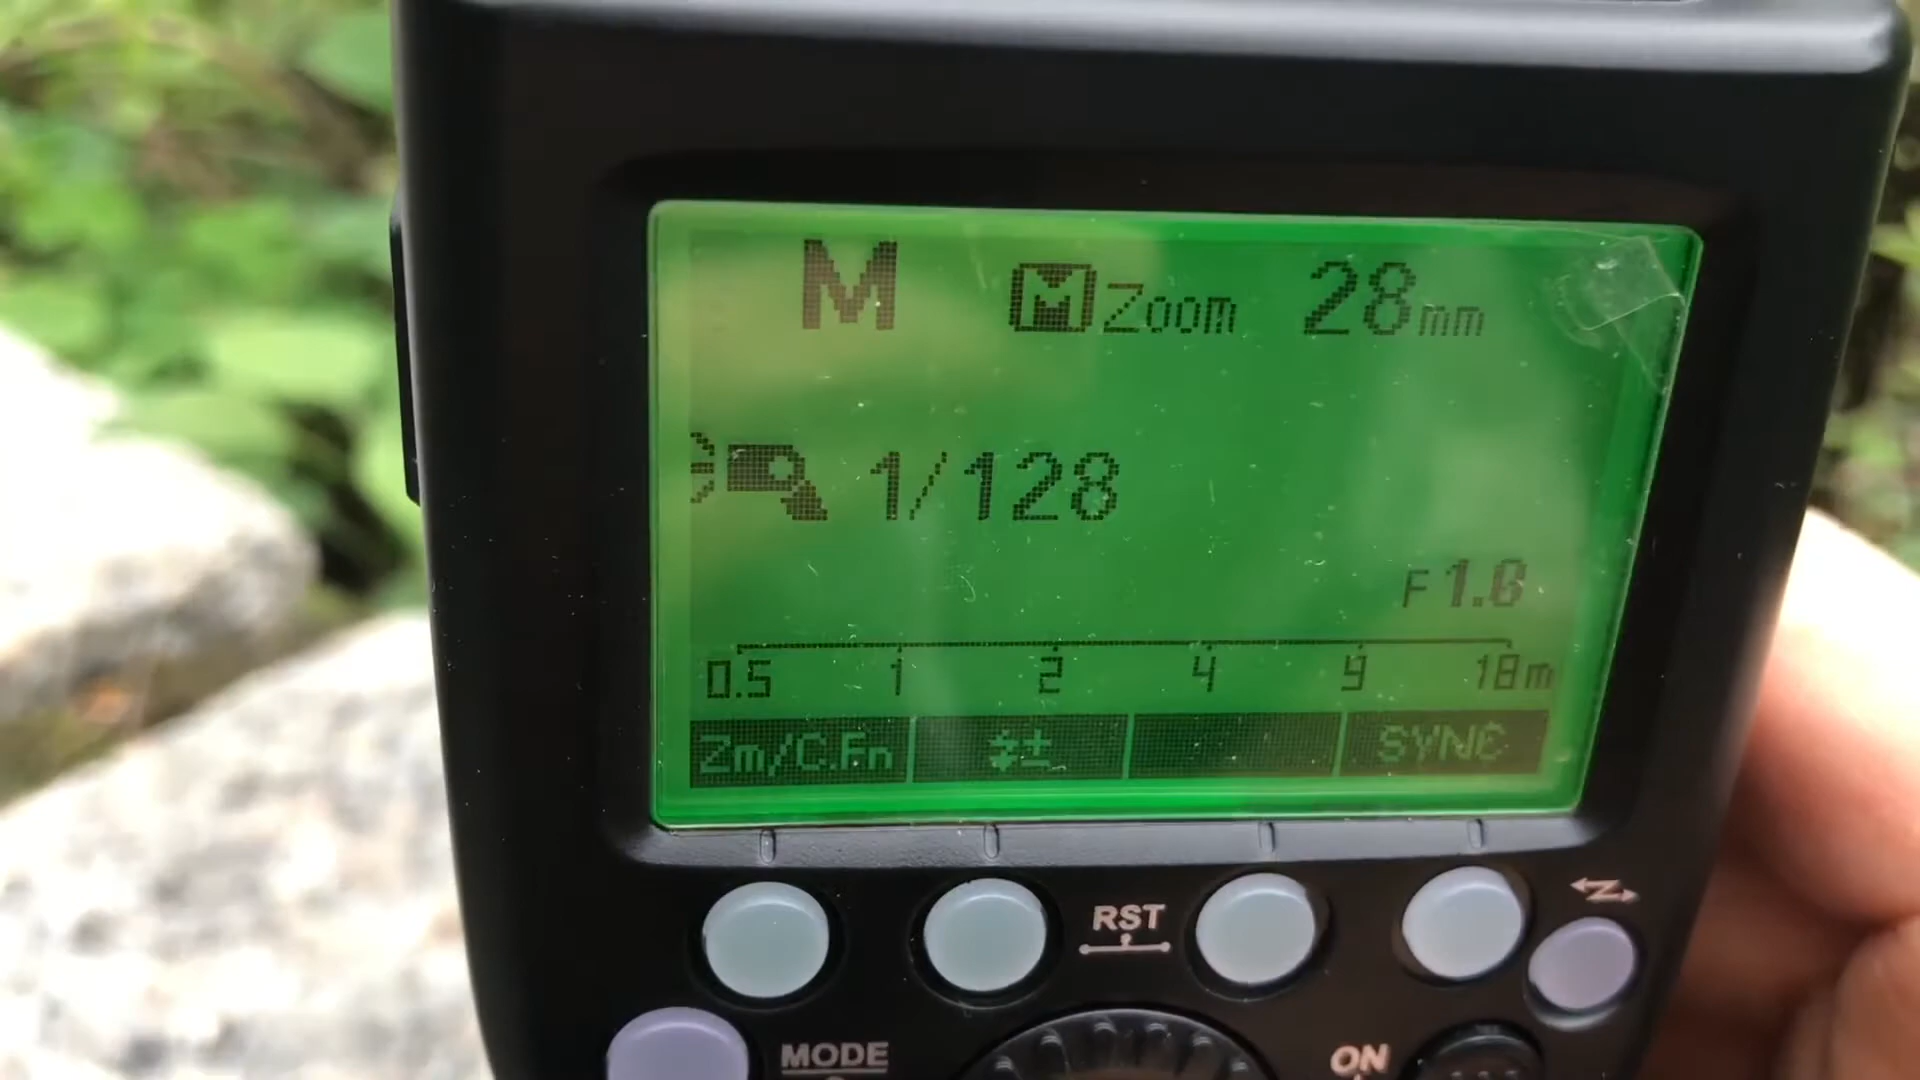 M M Zoom 28mm
1/128
F1.0
0.5 1 2 4 9 18m
Zm/C.Fn ± SYNC
RST
MODE ON